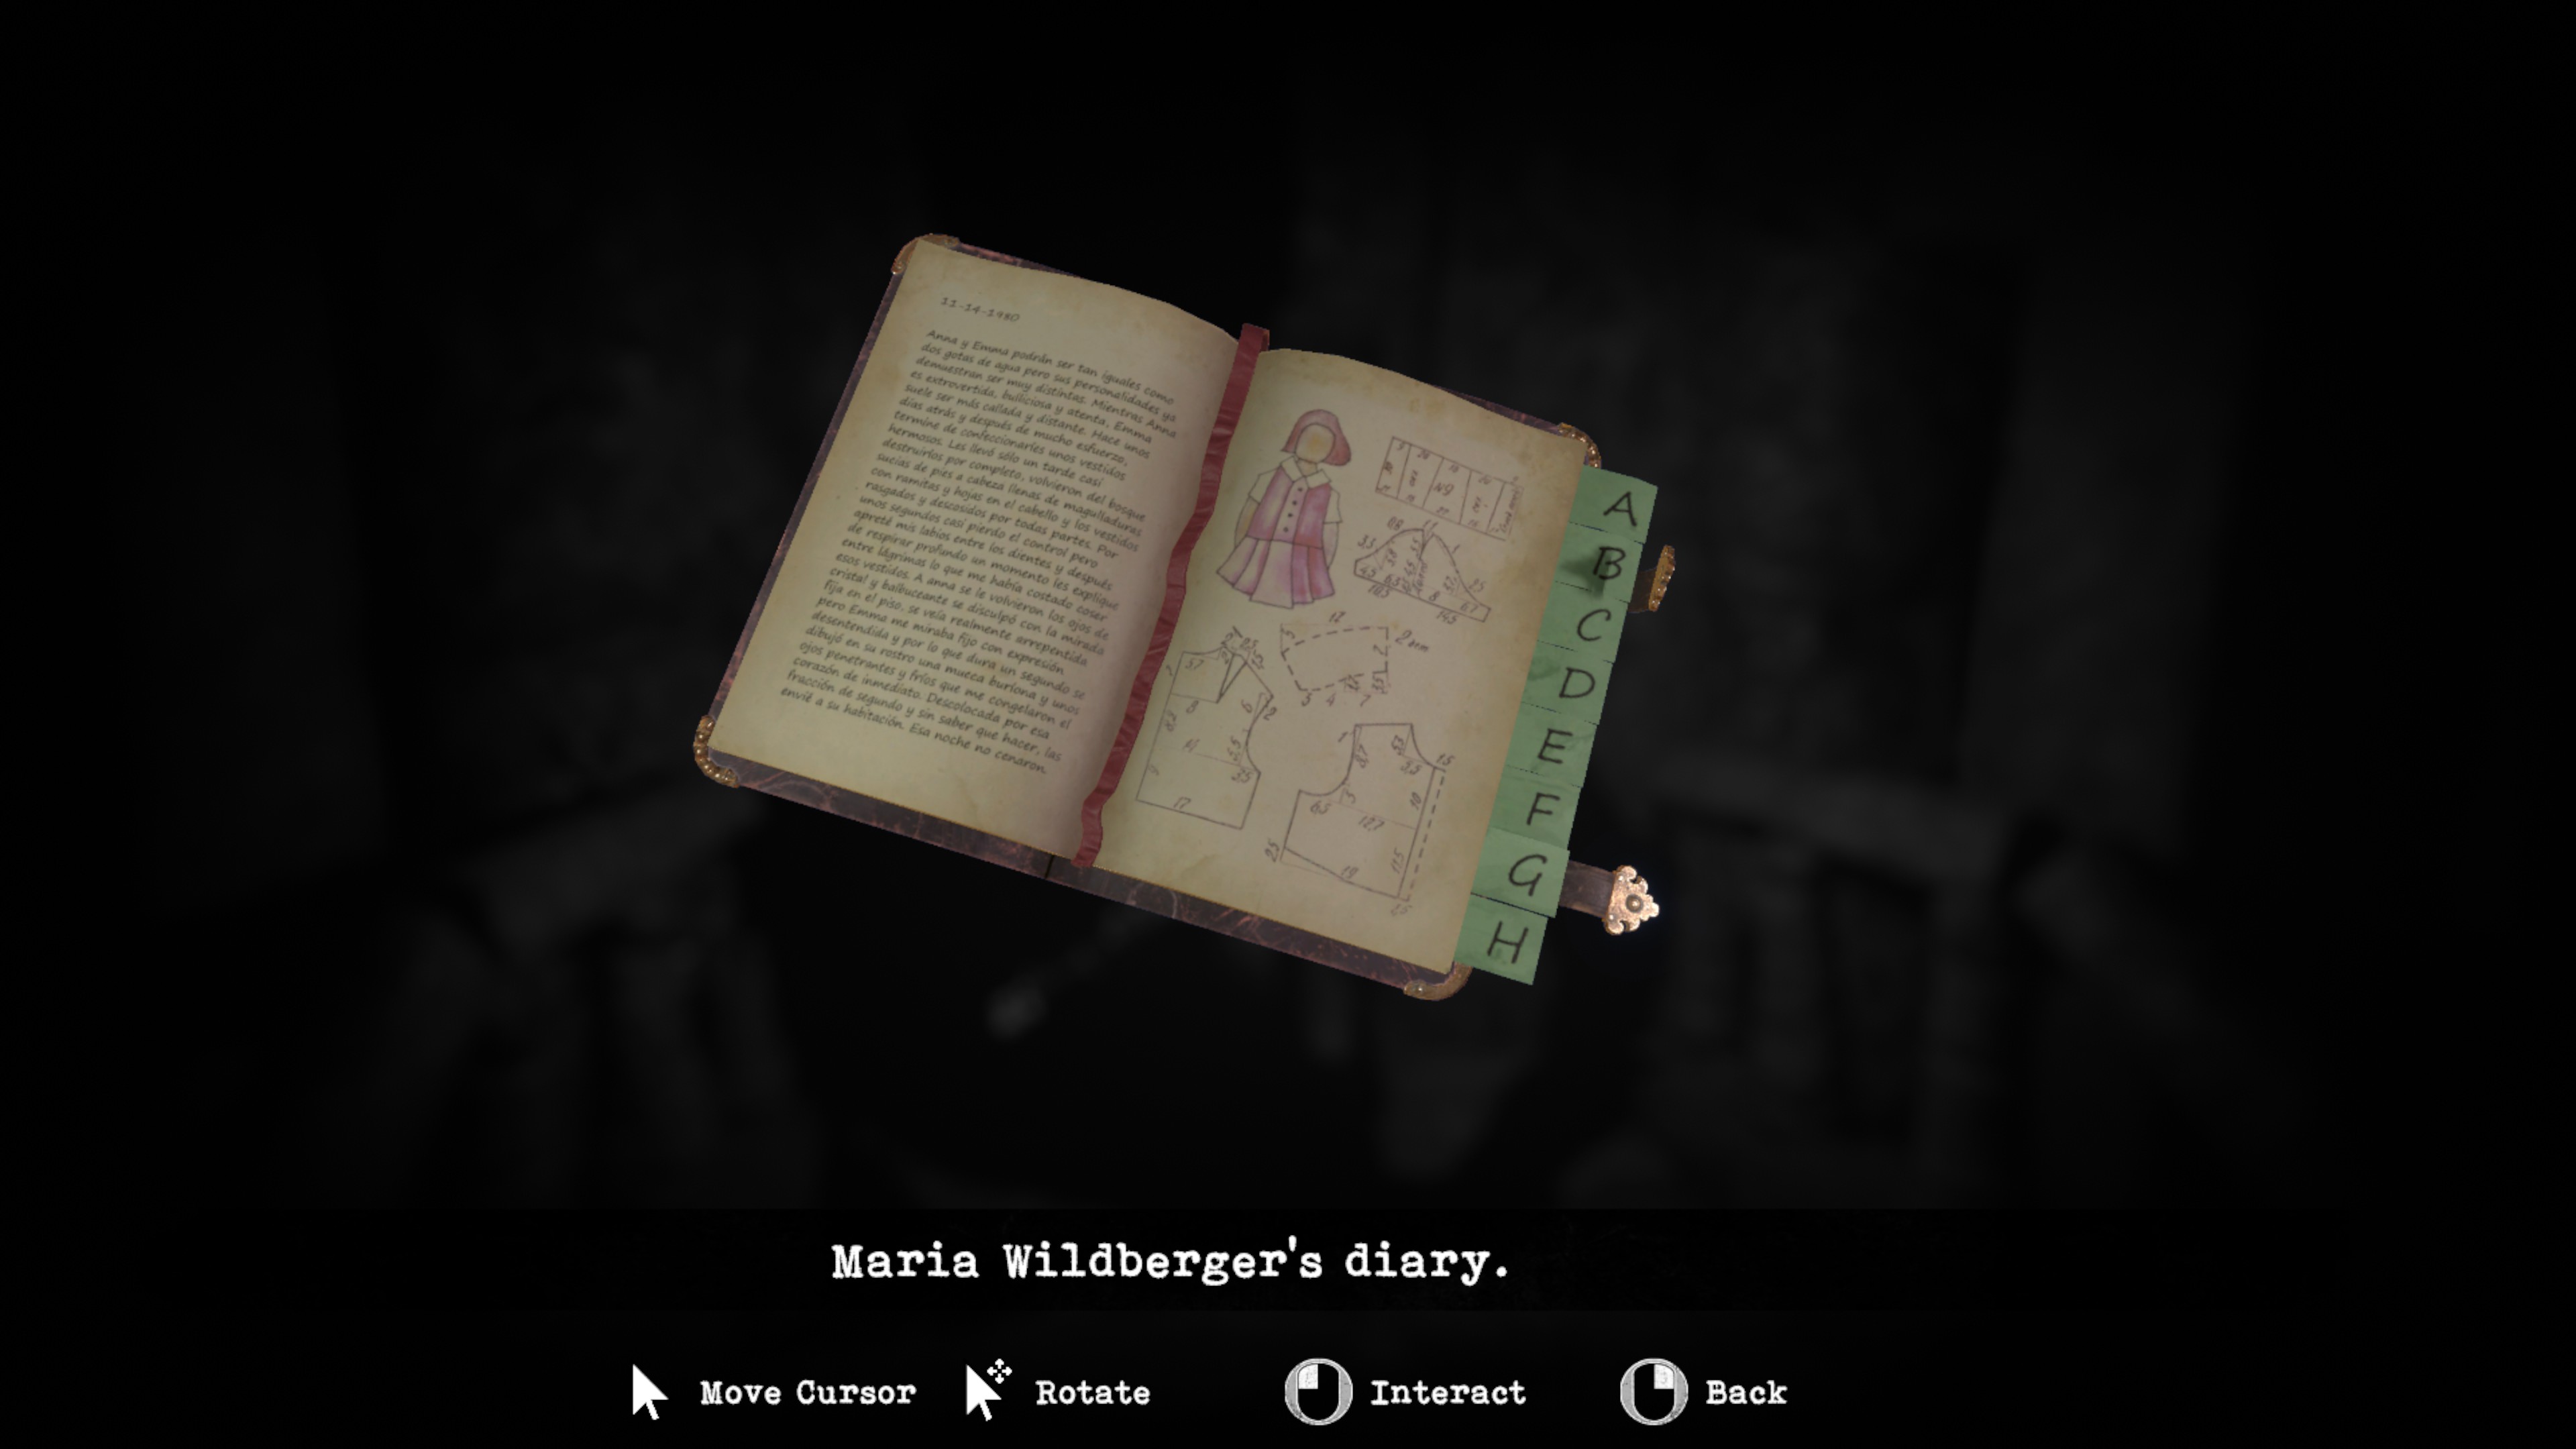 11-14-1980
Anna y Emma podrán ser tan iguales como
dos gotas de agua pero sus personalidades ya
demuestran ser muy distintas. Mientras Anna
es extrovertida, bulliciosa y atenta, Emma
suele ser más callada y distante. Hace unos
días atrás y después de mucho esfuerzo,
terminé de confeccionarles unos vestidos
hermosos. Les llevó sólo un tarde casi
destruirlos por completo, volvieron del bosque
sucias de pies a cabeza llenas de magulladuras
con ramitas y hojas en el cabello y los vestidos
rasgados y descosidos por todas partes. Por
unos segundos casi pierdo el control pero
apreté mis labios entre los dientes y después
de respirar profundo un momento les expliqué
entre lágrimas lo que me había costado coser
esos vestidos. A anna se le volvieron los ojos de
cristal y balbuceante se disculpó con la mirada
fija en el piso, se veía realmente arrepentida
pero Emma me miraba fijo con expresión
desentendida y por lo que dura un segundo se
dibujó en su rostro una mueca burlona y unos
ojos penetrantes y fríos que me congelaron el
corazón de inmediato. Descolocada por esa
fracción de segundo y sin saber que hacer, las
envié a su habitación. Esa noche no cenaron.
A
B
C
D
E
F
G
H
Maria Wildberger's diary.
Move Cursor Rotate Interact Back